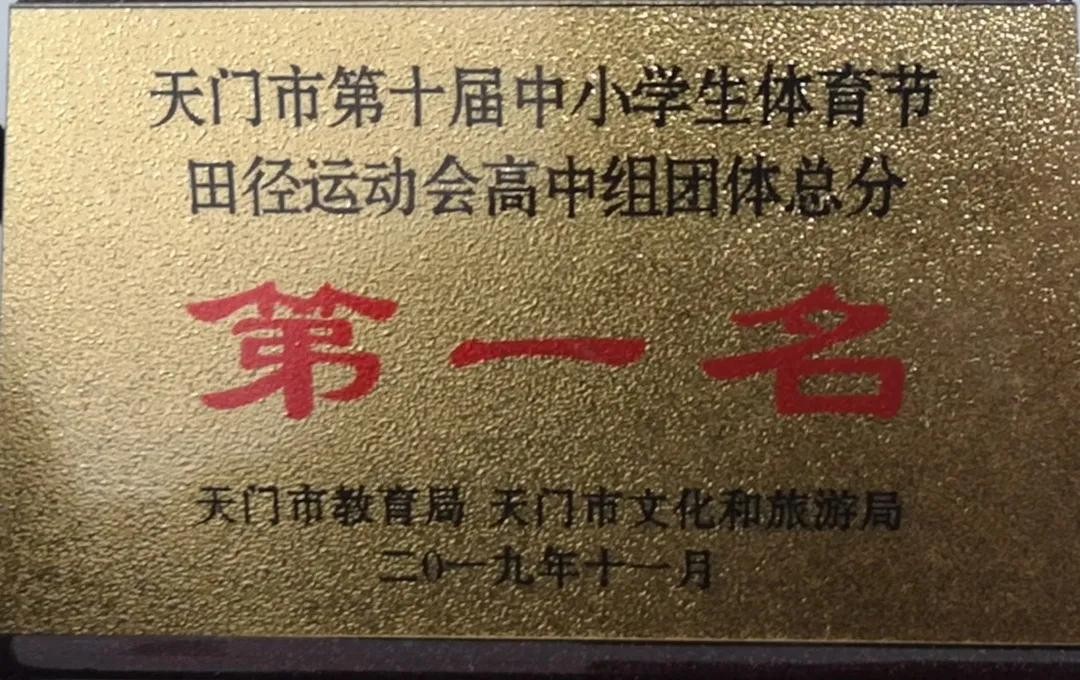 天门市第十届中小学生体育节
田径运动会高中组团体总分
第一名
天门市教育局 天门市文化和旅游局
二0一九年十一月